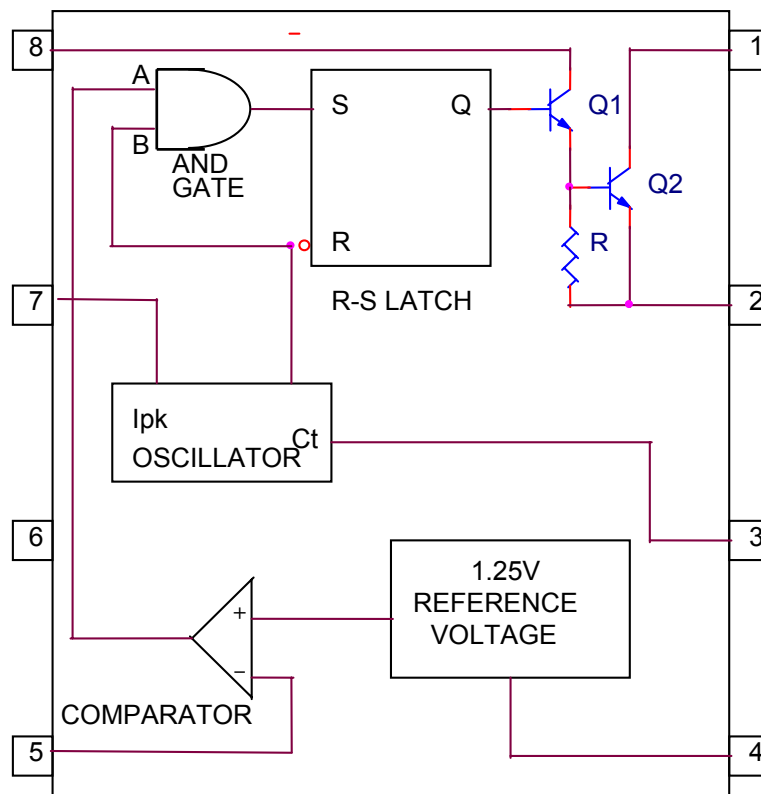 8
1
A
S
Q
Q1
B
AND
GATE
Q2
R
R
7
R-S LATCH
2
Ipk
Ct
OSCILLATOR
6
3
1.25V
REFERENCE
VOLTAGE
+
−
COMPARATOR
5
4